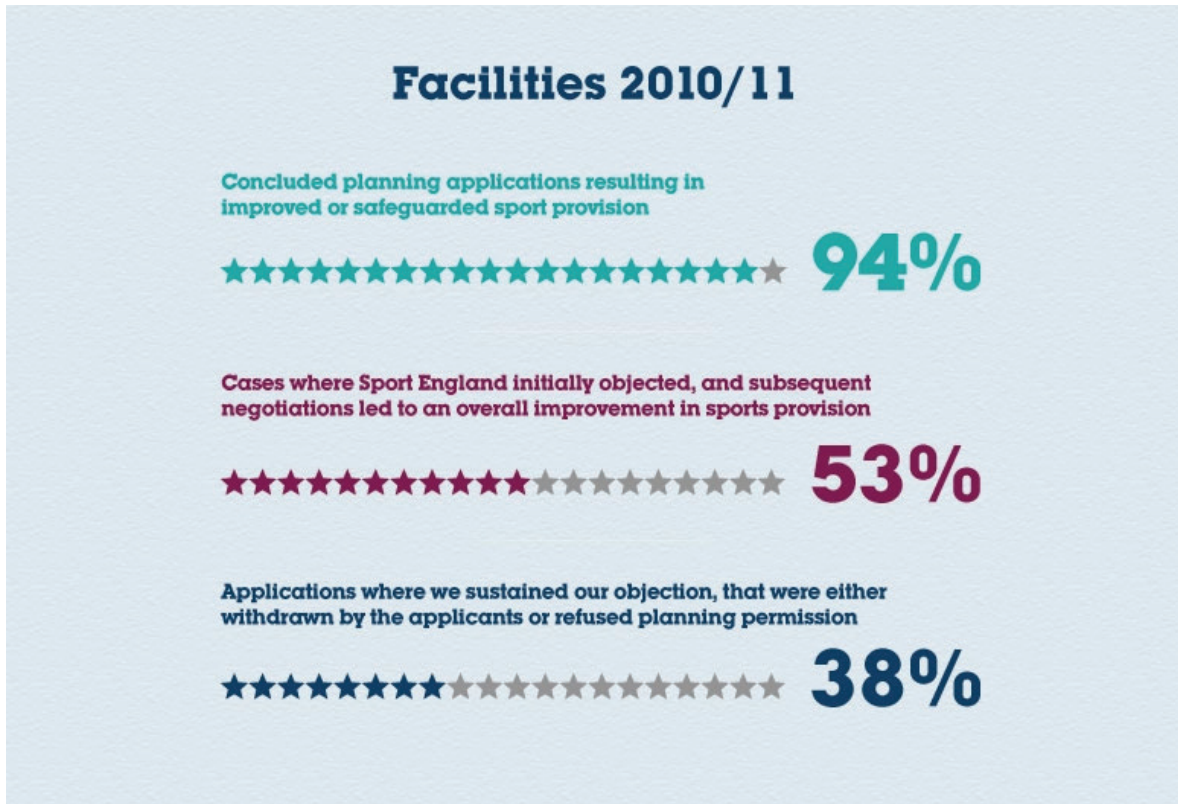 Facilities 2010/11
Concluded planning applications resulting in
improved or safeguarded sport provision
94%
Cases where Sport England initially objected, and subsequent
negotiations led to an overall improvement in sports provision
53%
Applications where we sustained our objection, that were either
withdrawn by the applicants or refused planning permission
38%